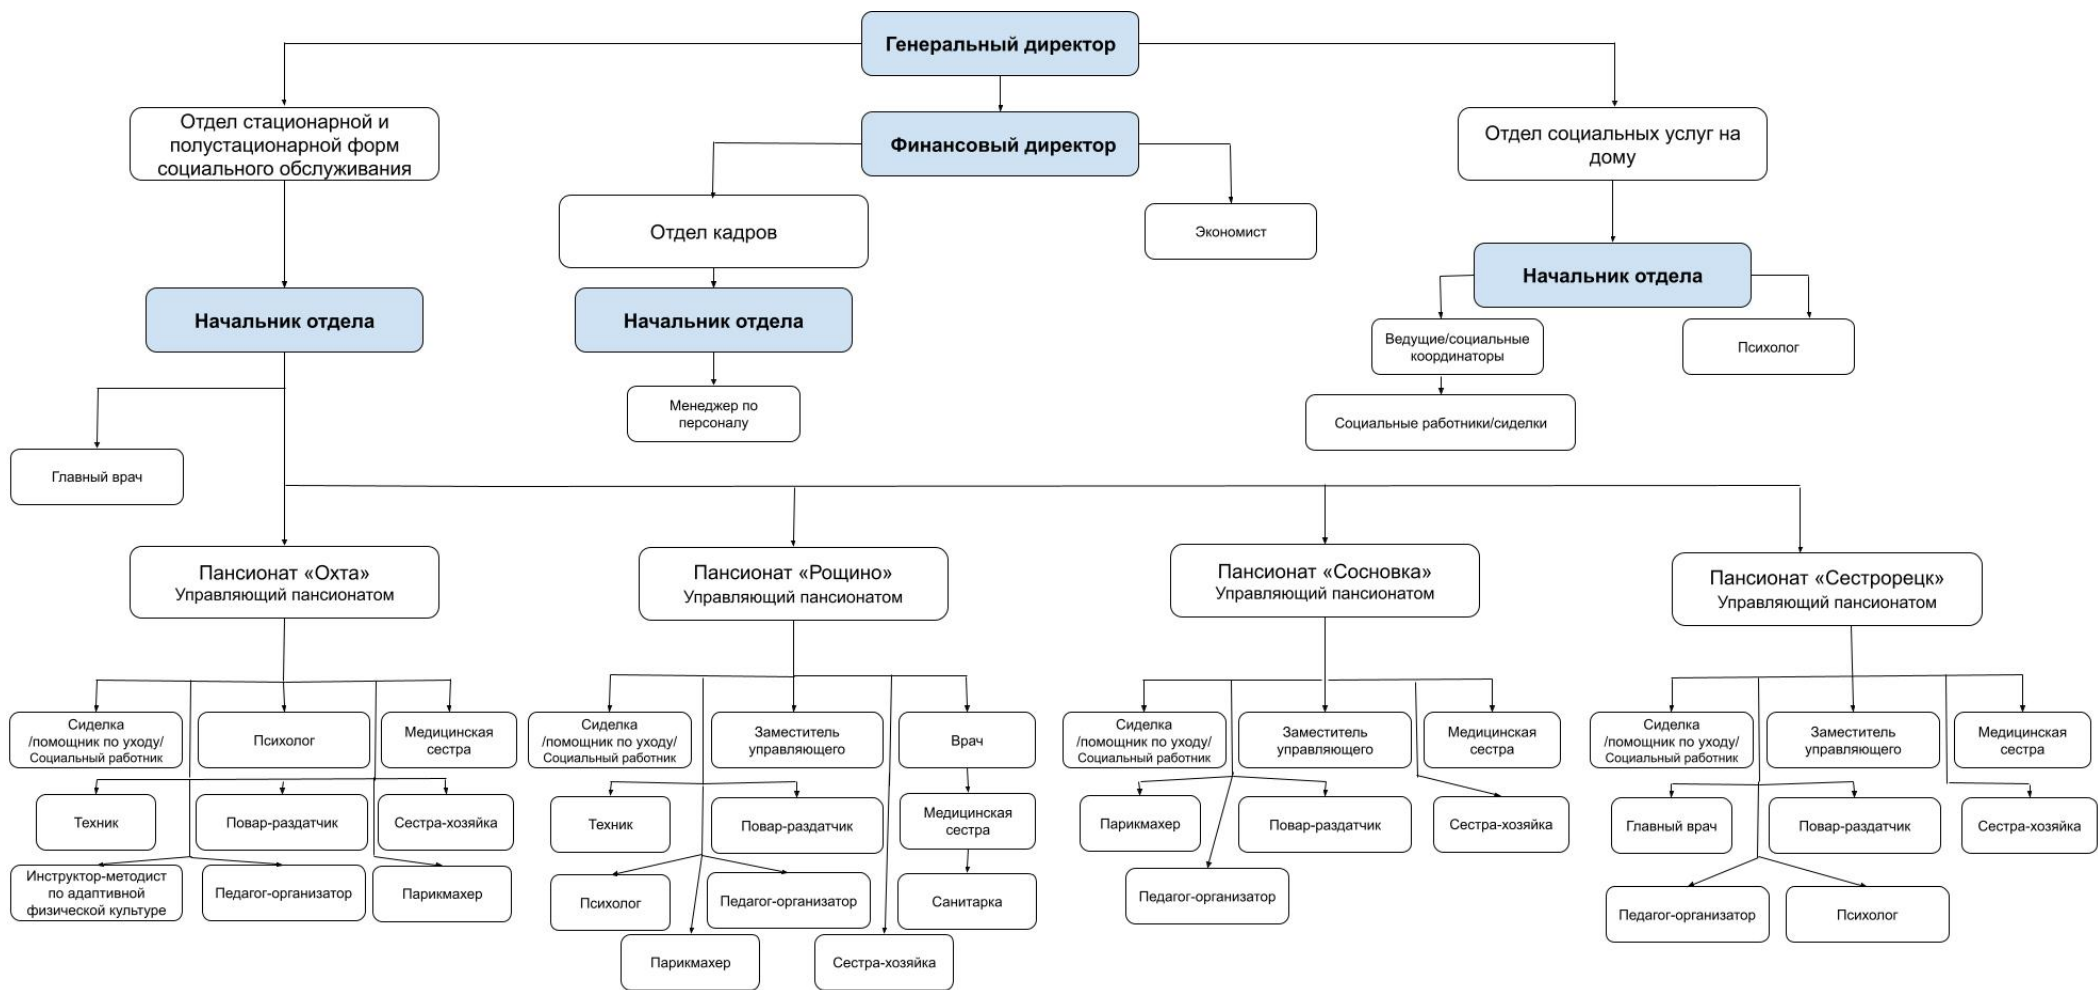 Генеральный директор
Отдел стационарной и
полустационарной форм
социального обслуживания
Финансовый директор
Отдел социальных услуг на
дому
Отдел кадров
Экономист
Начальник отдела
Начальник отдела
Начальник отдела
Ведущие/социальные
координаторы
Психолог
Менеджер по
персоналу
Социальные работники/сиделки
Главный врач
Пансионат «Охта»
Управляющий пансионатом
Пансионат «Рощино»
Управляющий пансионатом
Пансионат «Сосновка»
Управляющий пансионатом
Пансионат «Сестрорецк»
Управляющий пансионатом
Сиделка
/помощник по уходу/
Социальный работник
Психолог
Медицинская
сестра
Техник
Повар-раздатчик
Сестра-хозяйка
Инструктор-методист
по адаптивной
физической культуре
Педагог-организатор
Парикмахер
Сиделка
/помощник по уходу/
Социальный работник
Заместитель
управляющего
Врач
Техник
Повар-раздатчик
Медицинская
сестра
Психолог
Педагог-организатор
Санитарка
Парикмахер
Сестра-хозяйка
Сиделка
/помощник по уходу/
Социальный работник
Заместитель
управляющего
Медицинская
сестра
Парикмахер
Повар-раздатчик
Сестра-хозяйка
Педагог-организатор
Сиделка
/помощник по уходу/
Социальный работник
Заместитель
управляющего
Медицинская
сестра
Главный врач
Повар-раздатчик
Сестра-хозяйка
Педагог-организатор
Психолог